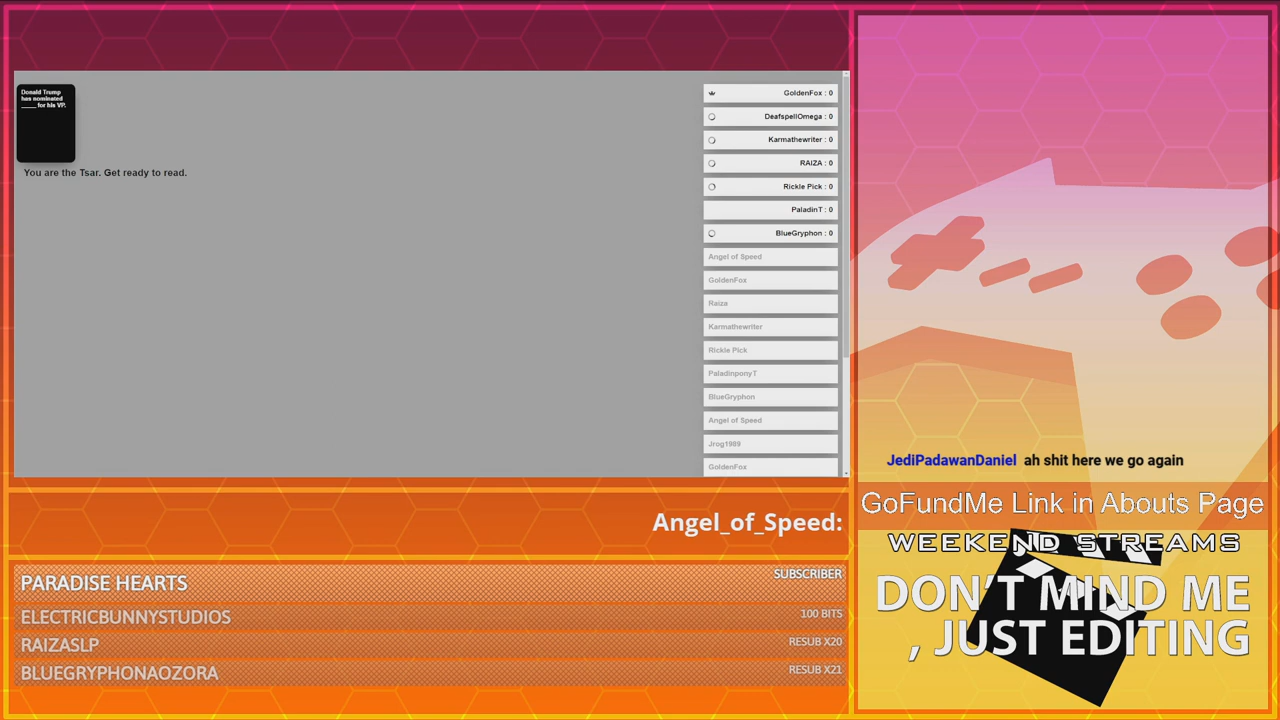 Donald Trump
has nominated
____ for his VP.
You are the Tsar. Get ready to read.
GoldenFox : 0
DeafspellOmega : 0
Karmathewriter : 0
RAIZA : 0
Rickle Pick : 0
PaladinT : 0
BlueGryphon : 0
Angel of Speed
GoldenFox
Raiza
Karmathewriter
Rickle Pick
PaladinponyT
BlueGryphon
Angel of Speed
Jrog1989
GoldenFox
Angel_of_Speed:
PARADISE HEARTS SUBSCRIBER
ELECTRICBUNNYSTUDIOS 100 BITS
RAIZASLP RESUB X20
BLUEGRYPHONAOZORA RESUB X21
JediPadawanDaniel ah shit here we go again
GoFundMe Link in Abouts Page
WEEKEND STREAMS
DON'T MIND ME
, JUST EDITING